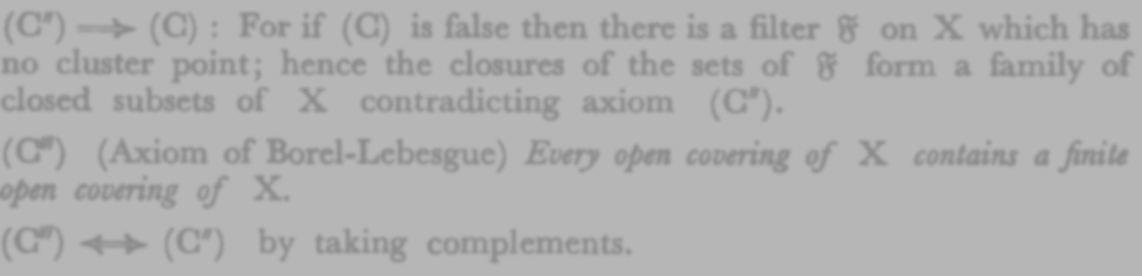 (C″) ⟹ (C) : For if (C) is false then there is a filter 𝔉 on X which has
no cluster point; hence the closures of the sets of 𝔉 form a family of
closed subsets of X contradicting axiom (C″).
(C‴) (Axiom of Borel-Lebesgue) Every open covering of X contains a finite
open covering of X.
(C‴) ⟺ (C″) by taking complements.